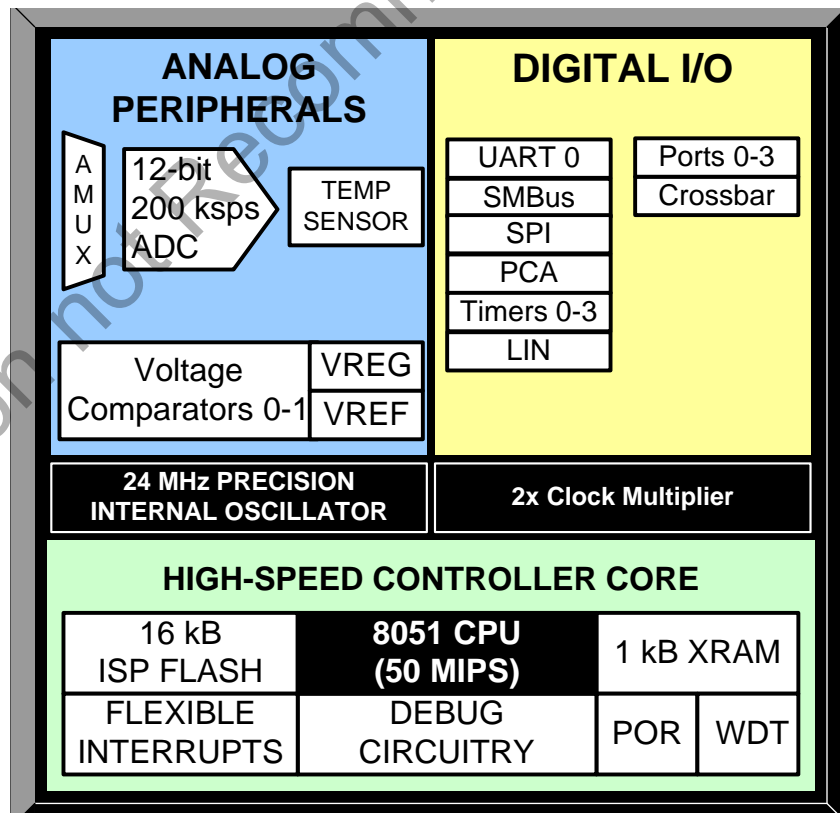 ANALOG
PERIPHERALS
A
M
U
X
12-bit
200 ksps
ADC
TEMP
SENSOR
Voltage
Comparators 0-1
VREG
VREF
DIGITAL I/O
UART 0
SMBus
SPI
PCA
Timers 0-3
LIN
Ports 0-3
Crossbar
24 MHz PRECISION
INTERNAL OSCILLATOR
2x Clock Multiplier
HIGH-SPEED CONTROLLER CORE
16 kB
ISP FLASH
8051 CPU
(50 MIPS)
1 kB XRAM
FLEXIBLE
INTERRUPTS
DEBUG
CIRCUITRY
POR
WDT
not